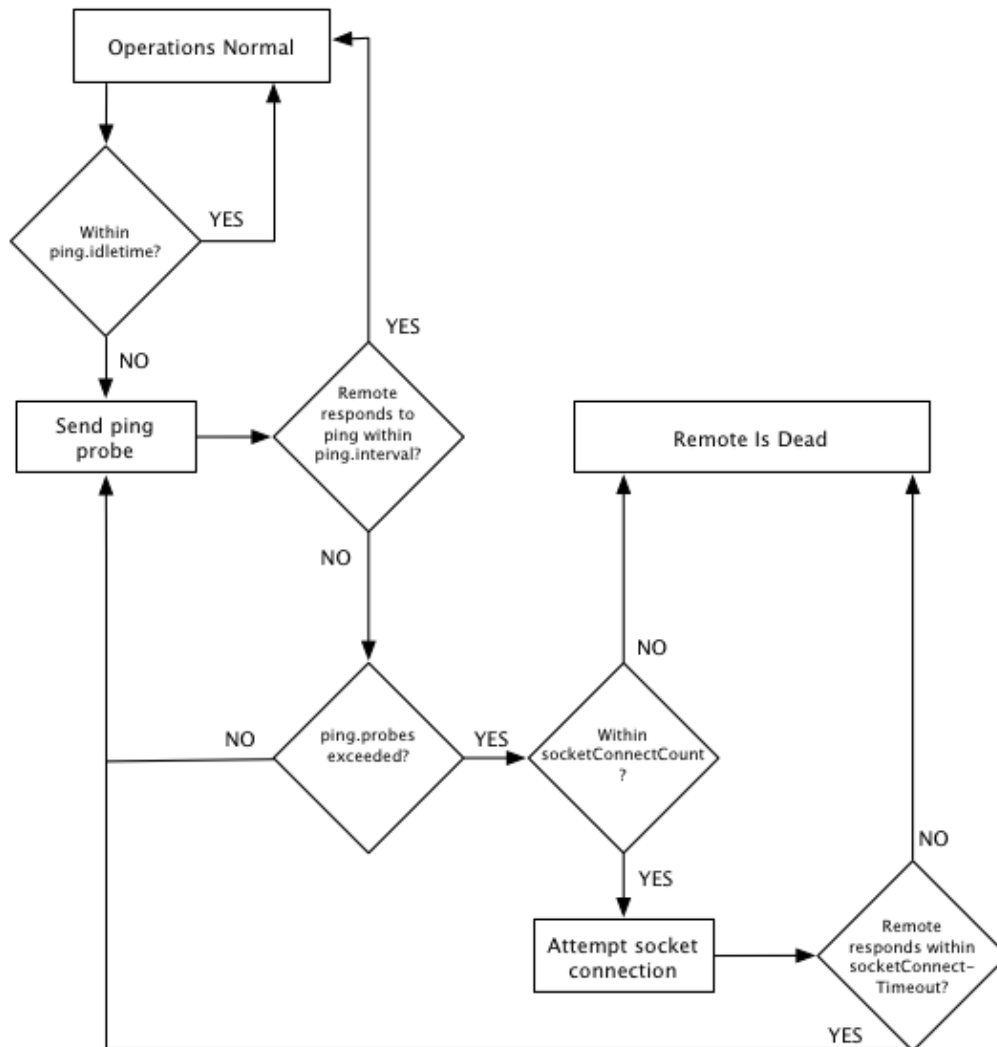 Operations Normal
Within
ping.idletime?
YES
NO
YES
Send ping
probe
Remote
responds to
ping within
ping.interval?
Remote Is Dead
NO
NO
NO
ping.probes
exceeded?
YES
Within
socketConnectCount
?
NO
YES
Attempt socket
connection
Remote
responds within
socketConnect-
Timeout?
YES